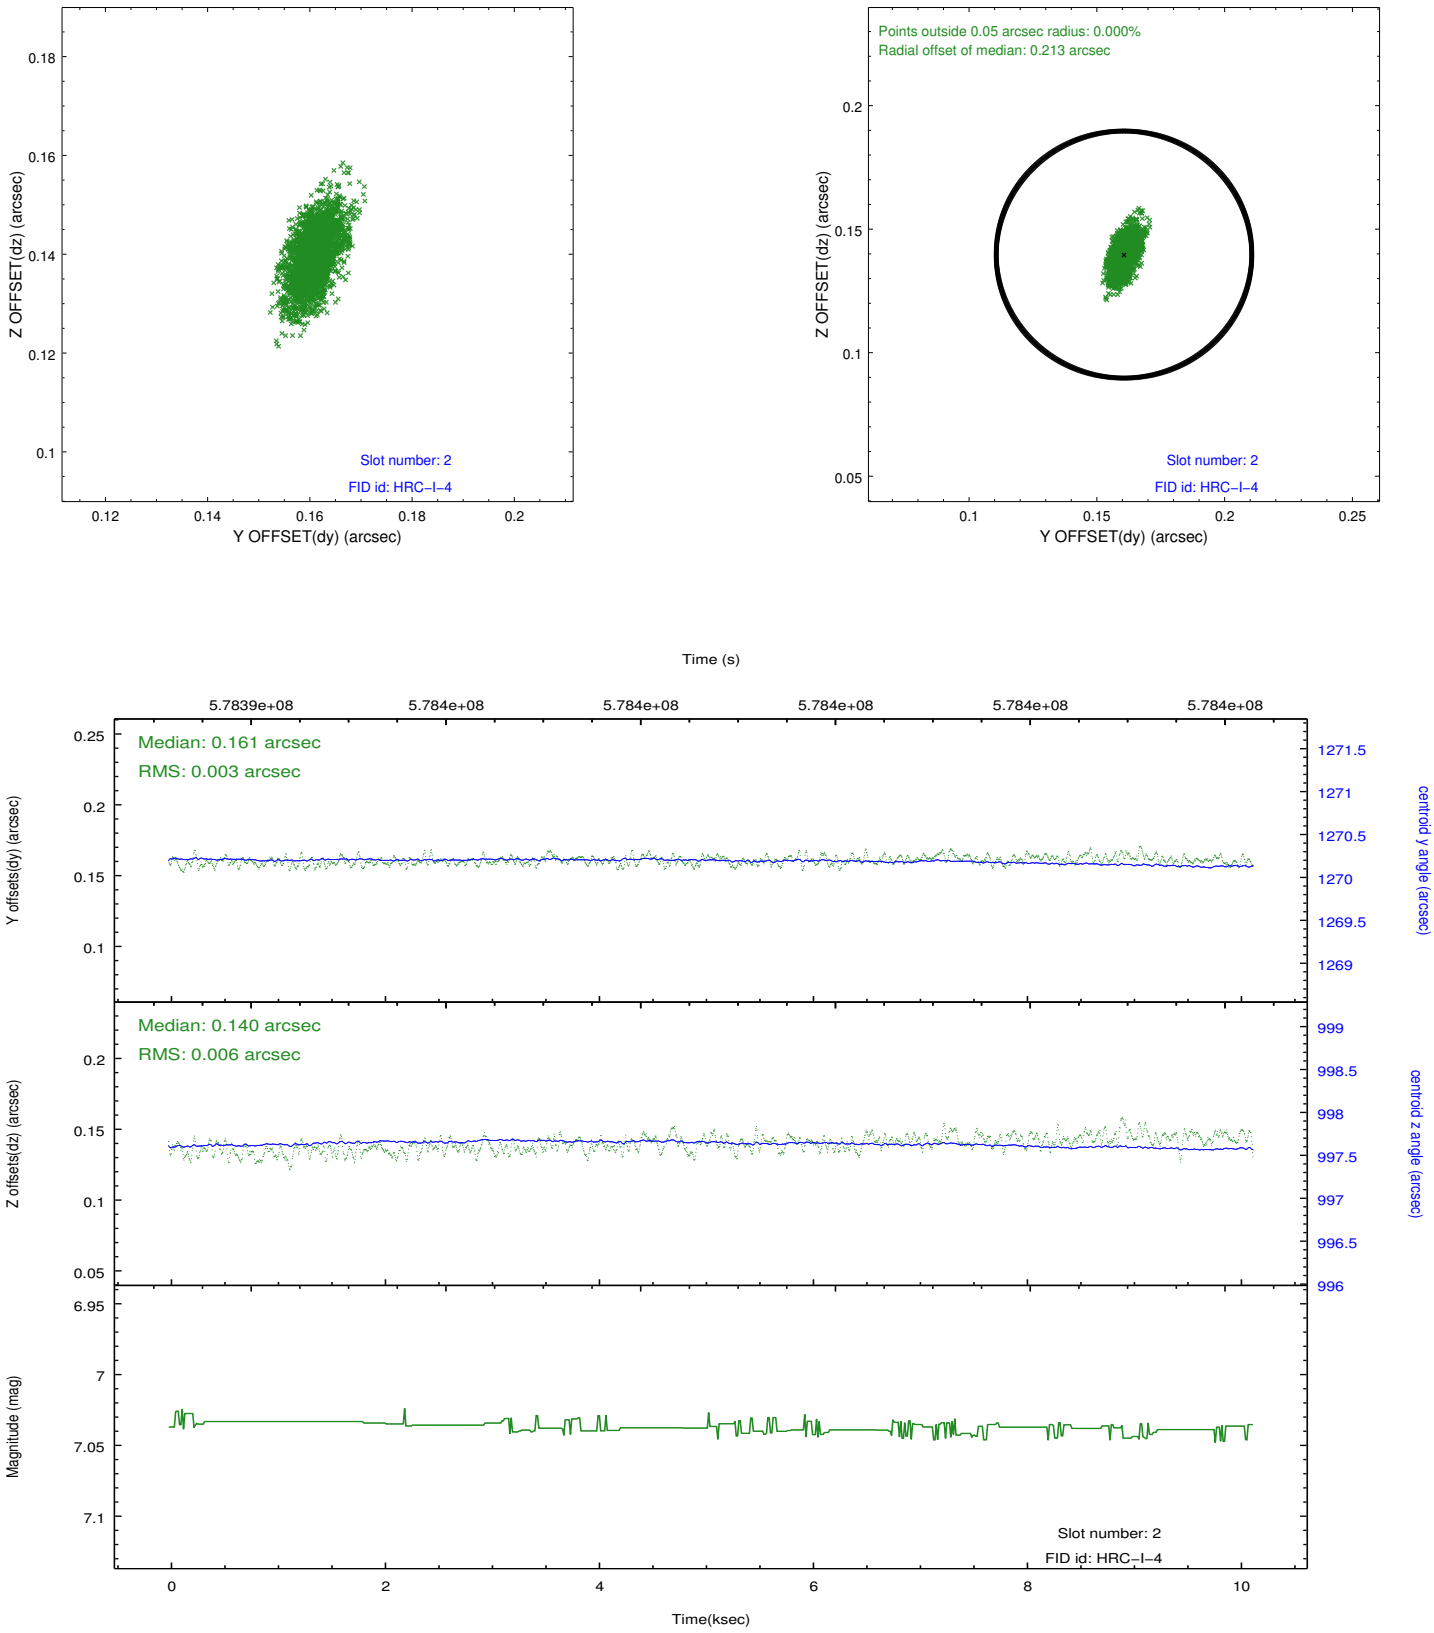 0.18
0.16
0.14
0.12
0.1
Z OFFSET(dz) (arcsec)
Slot number: 2
FID id: HRC−I−4
0.12 0.14 0.16 0.18 0.2
Y OFFSET(dy) (arcsec)
Points outside 0.05 arcsec radius: 0.000%
Radial offset of median: 0.213 arcsec
0.2
0.15
0.1
0.05
Z OFFSET(dz) (arcsec)
Slot number: 2
FID id: HRC−I−4
0.1 0.15 0.2 0.25
Y OFFSET(dy) (arcsec)
Time (s)
5.7839e+08 5.784e+08 5.784e+08 5.784e+08 5.784e+08 5.784e+08
Median: 0.161 arcsec
RMS: 0.003 arcsec
0.25
0.2
0.15
0.1
Y offsets(dy) (arcsec)
1271.5
1271
1270.5
1270
1269.5
1269
centroid y angle (arcsec)
Median: 0.140 arcsec
RMS: 0.006 arcsec
0.2
0.15
0.1
0.05
Z offsets(dz) (arcsec)
999
998.5
998
997.5
997
996.5
996
centroid z angle (arcsec)
6.95
7
7.05
7.1
Magnitude (mag)
Slot number: 2
FID id: HRC−I−4
0 2 4 6 8 10
Time(ksec)